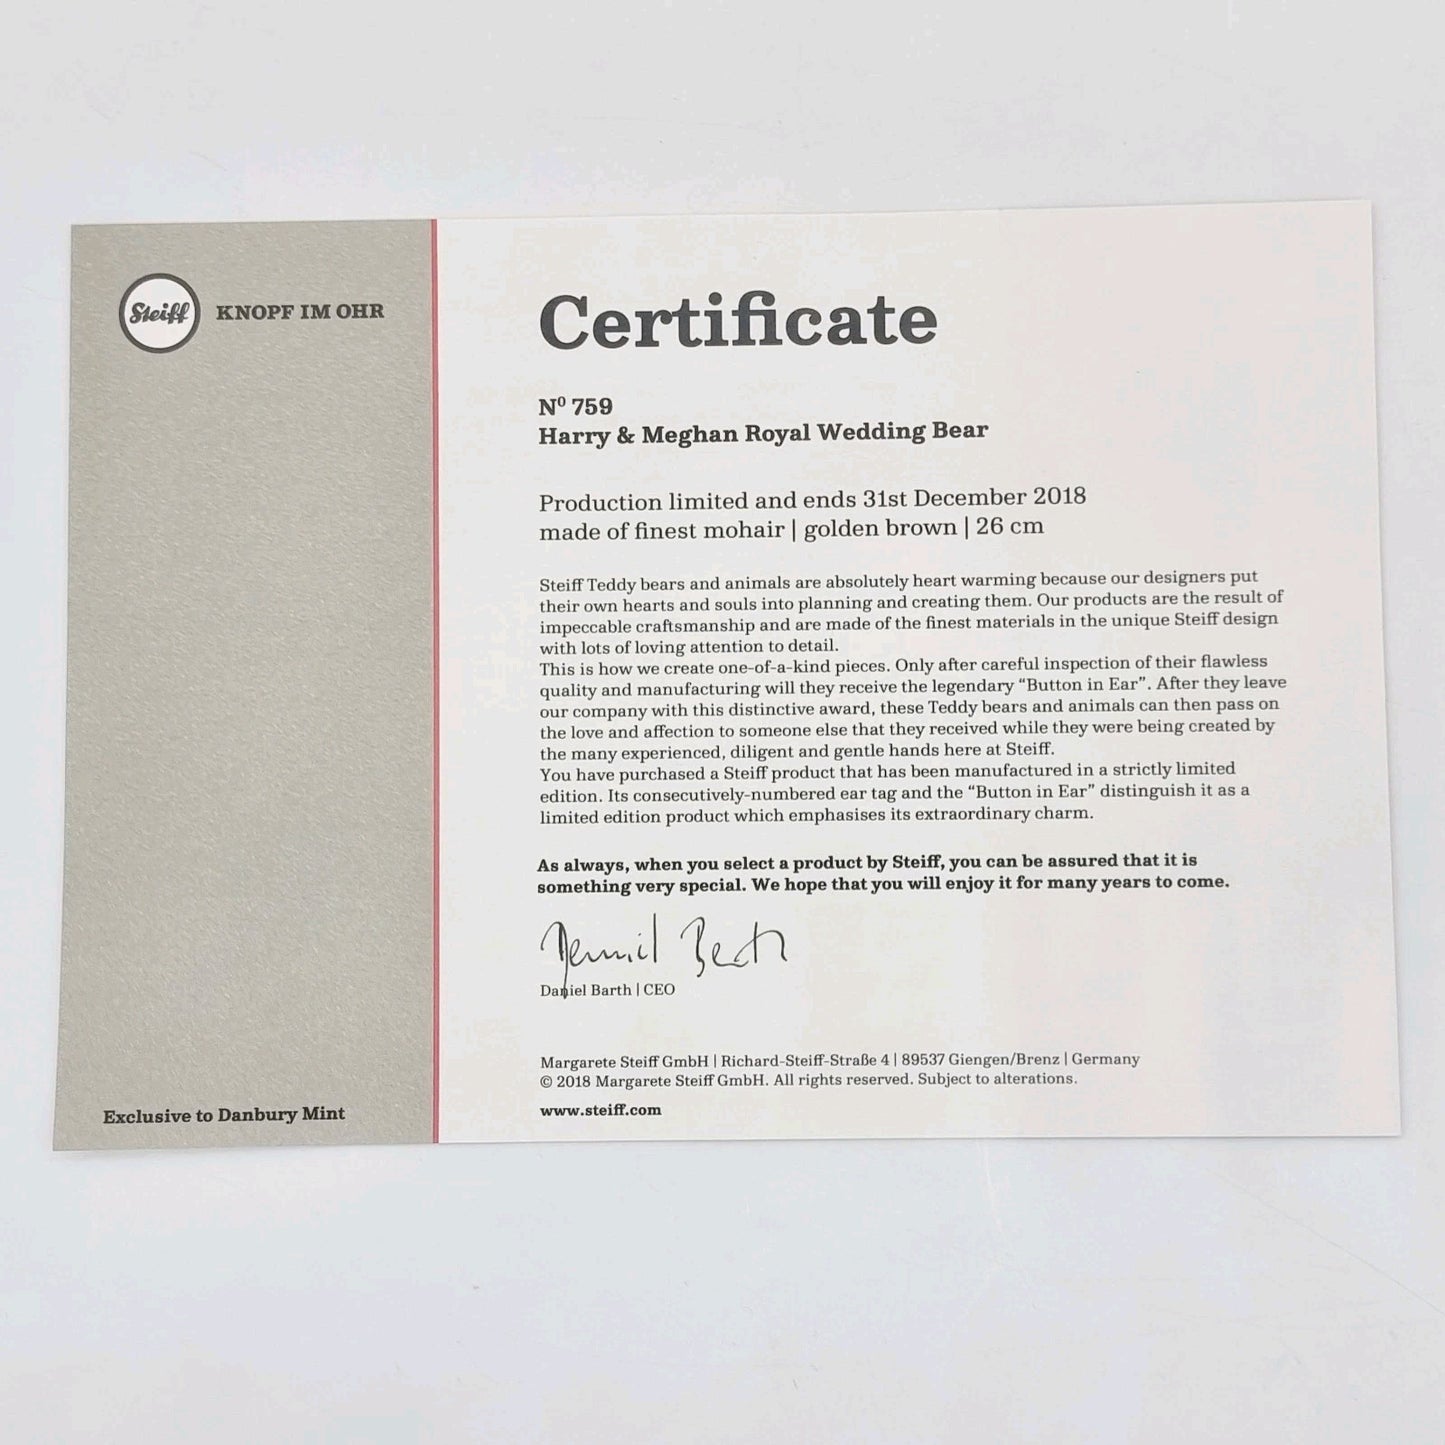 Steiff KNOPF IM OHR
Certificate
Nº 759
Harry & Meghan Royal Wedding Bear
Production limited and ends 31st December 2018
made of finest mohair | golden brown | 26 cm
Steiff Teddy bears and animals are absolutely heart warming because our designers put
their own hearts and souls into planning and creating them. Our products are the result of
impeccable craftsmanship and are made of the finest materials in the unique Steiff design
with lots of loving attention to detail.
This is how we create one-of-a-kind pieces. Only after careful inspection of their flawless
quality and manufacturing will they receive the legendary “Button in Ear”. After they leave
our company with this distinctive award, these Teddy bears and animals can then pass on
the love and affection to someone else that they received while they were being created by
the many experienced, diligent and gentle hands here at Steiff.
You have purchased a Steiff product that has been manufactured in a strictly limited
edition. Its consecutively-numbered ear tag and the “Button in Ear” distinguish it as a
limited edition product which emphasises its extraordinary charm.
As always, when you select a product by Steiff, you can be assured that it is
something very special. We hope that you will enjoy it for many years to come.
Daniel Barth
Daniel Barth | CEO
Margarete Steiff GmbH | Richard-Steiff-Straße 4 | 89537 Giengen/Brenz | Germany
© 2018 Margarete Steiff GmbH. All rights reserved. Subject to alterations.
www.steiff.com
Exclusive to Danbury Mint